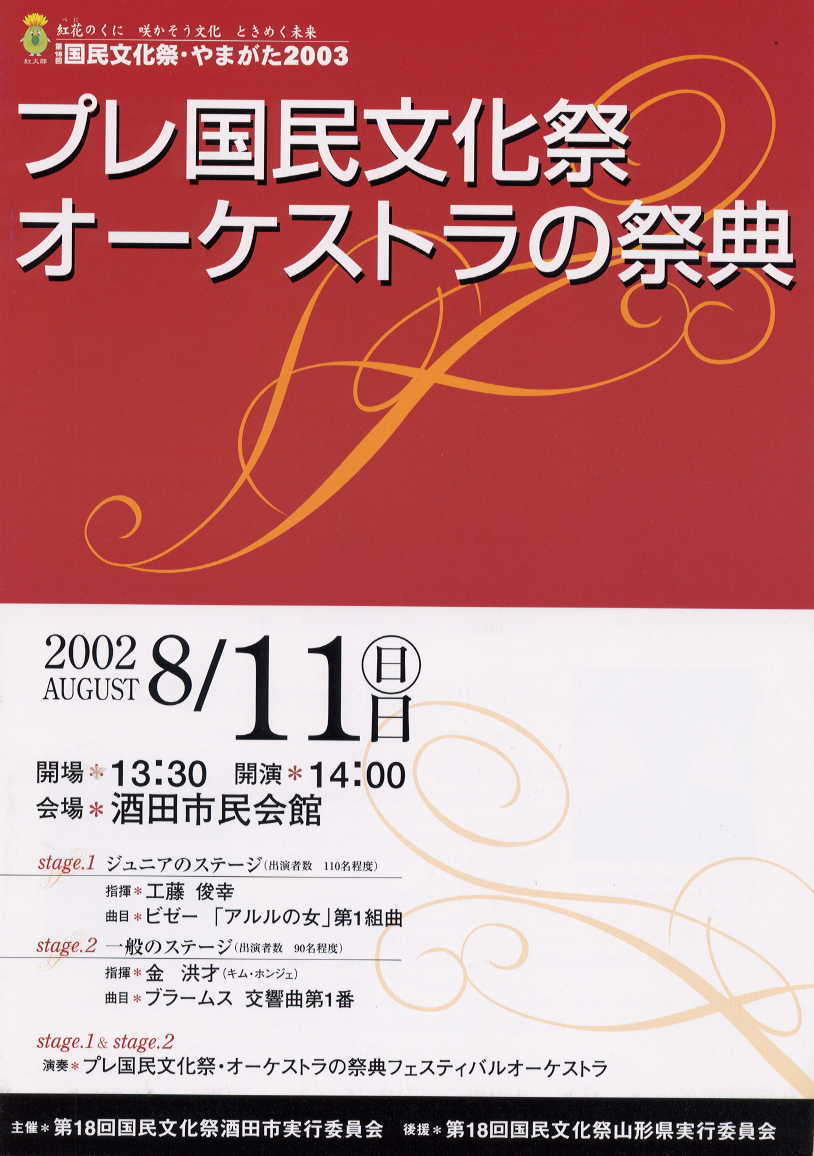 べに
紅花のくに　咲かそう文化　ときめく未来
紅太郎
第18回 国民文化祭・やまがた2003
プレ国民文化祭
オーケストラの祭典
2002
AUGUST
8/11㊐日
開場＊13:30　開演＊14:00
会場＊酒田市民会館
stage.1 ジュニアのステージ（出演者数　110名程度）
指揮＊工藤 俊幸
曲目＊ビゼー 「アルルの女」第1組曲
stage.2 一般のステージ（出演者数　90名程度）
指揮＊金　洪才（キム・ホンジェ）
曲目＊ブラームス 交響曲第1番
stage.1 & stage.2
演奏＊プレ国民文化祭・オーケストラの祭典フェスティバルオーケストラ
主催＊第18回国民文化祭酒田市実行委員会　後援＊第18回国民文化祭山形県実行委員会